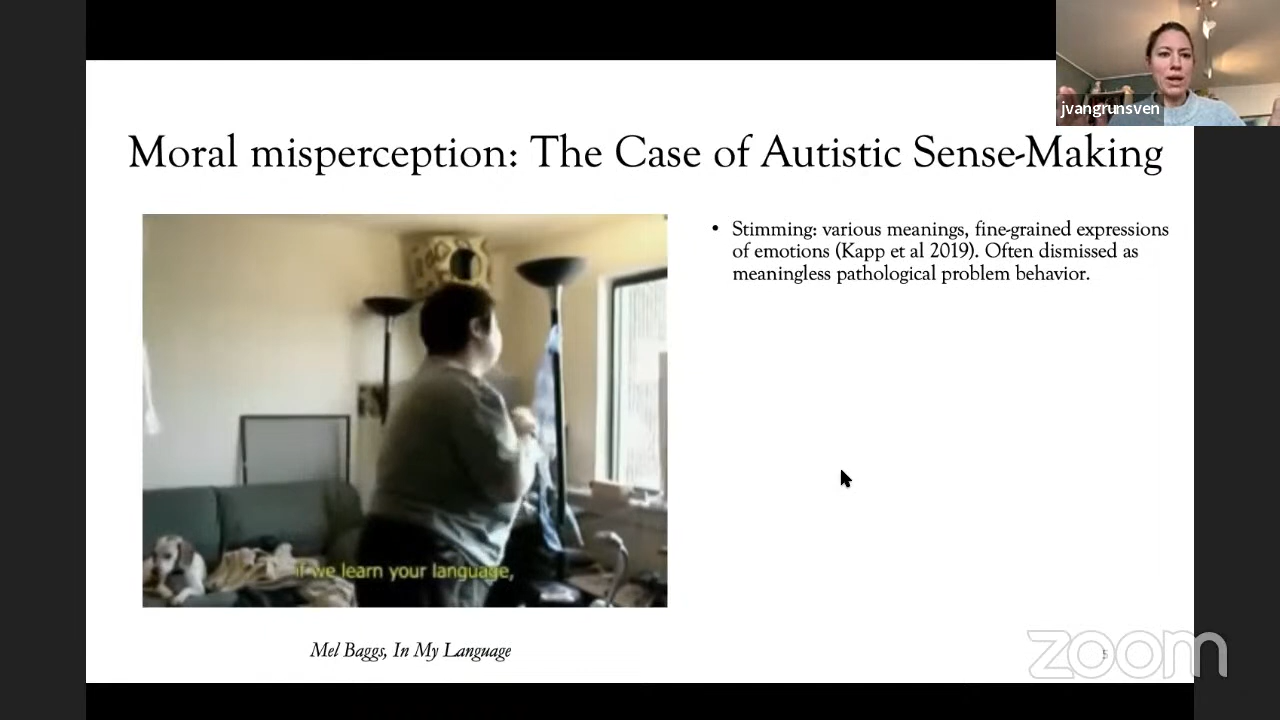 jvangrunsven
Moral misperception: The Case of Autistic Sense-Making
• Stimming: various meanings, fine-grained expressions
of emotions (Kapp et al 2019). Often dismissed as
meaningless pathological problem behavior.
if we learn your language,
Mel Baggs, In My Language
zoom
5